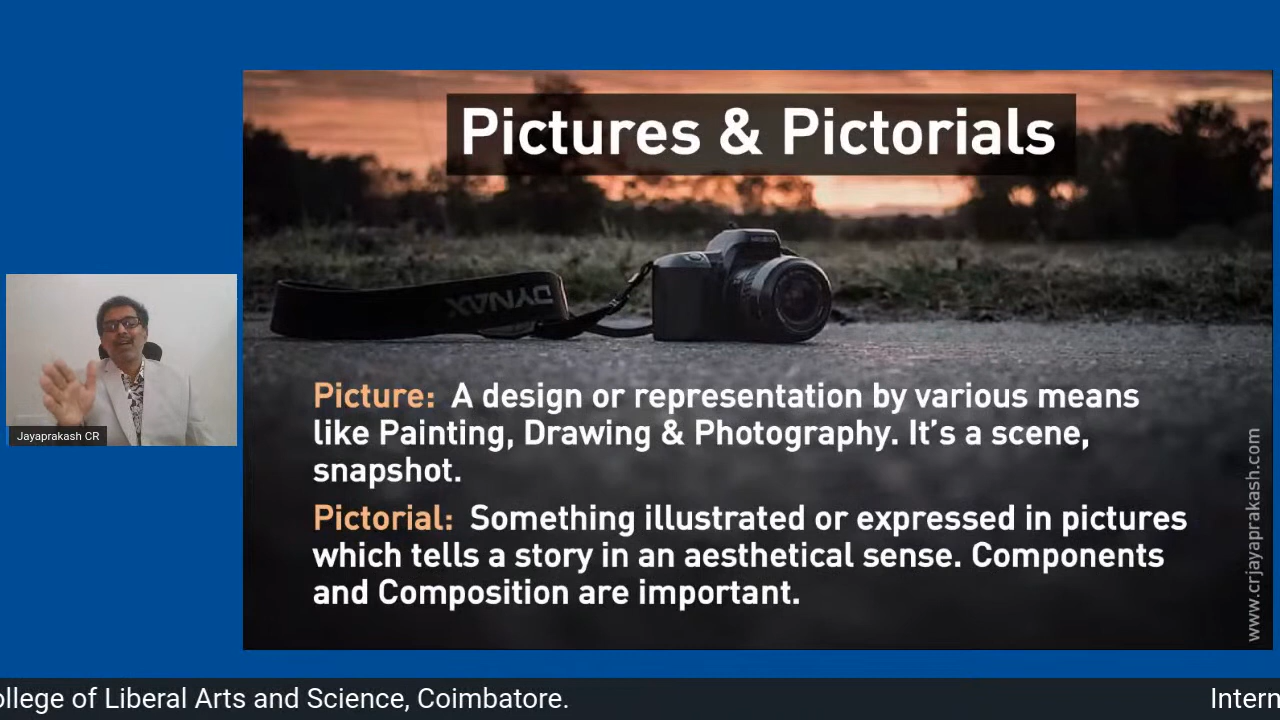 Pictures & Pictorials
DYNAX
Picture: A design or representation by various means
like Painting, Drawing & Photography. It's a scene,
snapshot.
Pictorial: Something illustrated or expressed in pictures
which tells a story in an aesthetical sense. Components
and Composition are important.
www.crjayaprakash.com
Jayaprakash CR
ollege of Liberal Arts and Science, Coimbatore.
Intern